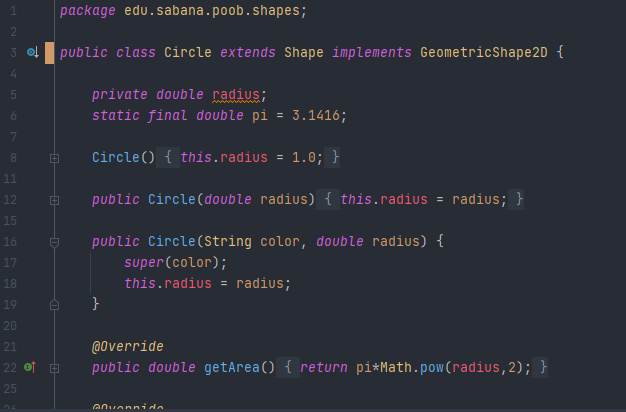 1 package edu.sabana.poob.shapes;
2
3 public class Circle extends Shape implements GeometricShape2D {
4
5 private double radius;
6 static final double pi = 3.1416;
7
8 Circle() { this.radius = 1.0; }
11
12 public Circle(double radius) { this.radius = radius; }
15
16 public Circle(String color, double radius) {
17 super(color);
18 this.radius = radius;
19 }
20
21 @Override
22 public double getArea() { return pi*Math.pow(radius,2); }
25
26 @Override